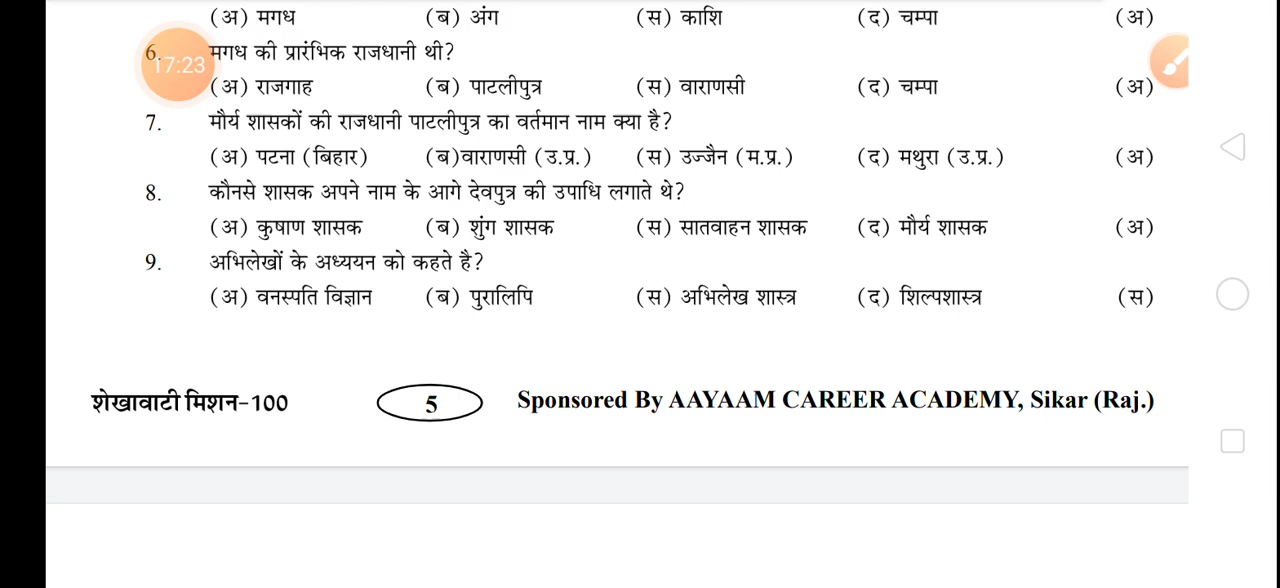 (अ) मगध (ब) अंग (स) काशि (द) चम्पा (अ)
6. मगध की प्रारंभिक राजधानी थी?
17:23
(अ) राजगाह (ब) पाटलीपुत्र (स) वाराणसी (द) चम्पा (अ)
7. मौर्य शासकों की राजधानी पाटलीपुत्र का वर्तमान नाम क्या है?
(अ) पटना (बिहार) (ब)वाराणसी (उ.प्र.) (स) उज्जैन (म.प्र.) (द) मथुरा (उ.प्र.) (अ)
8. कौनसे शासक अपने नाम के आगे देवपुत्र की उपाधि लगाते थे?
(अ) कुषाण शासक (ब) शुंग शासक (स) सातवाहन शासक (द) मौर्य शासक (अ)
9. अभिलेखों के अध्ययन को कहते है?
(अ) वनस्पति विज्ञान (ब) पुरालिपि (स) अभिलेख शास्त्र (द) शिल्पशास्त्र (स)
शेखावाटी मिशन-100 5 Sponsored By AAYAAM CAREER ACADEMY, Sikar (Raj.)